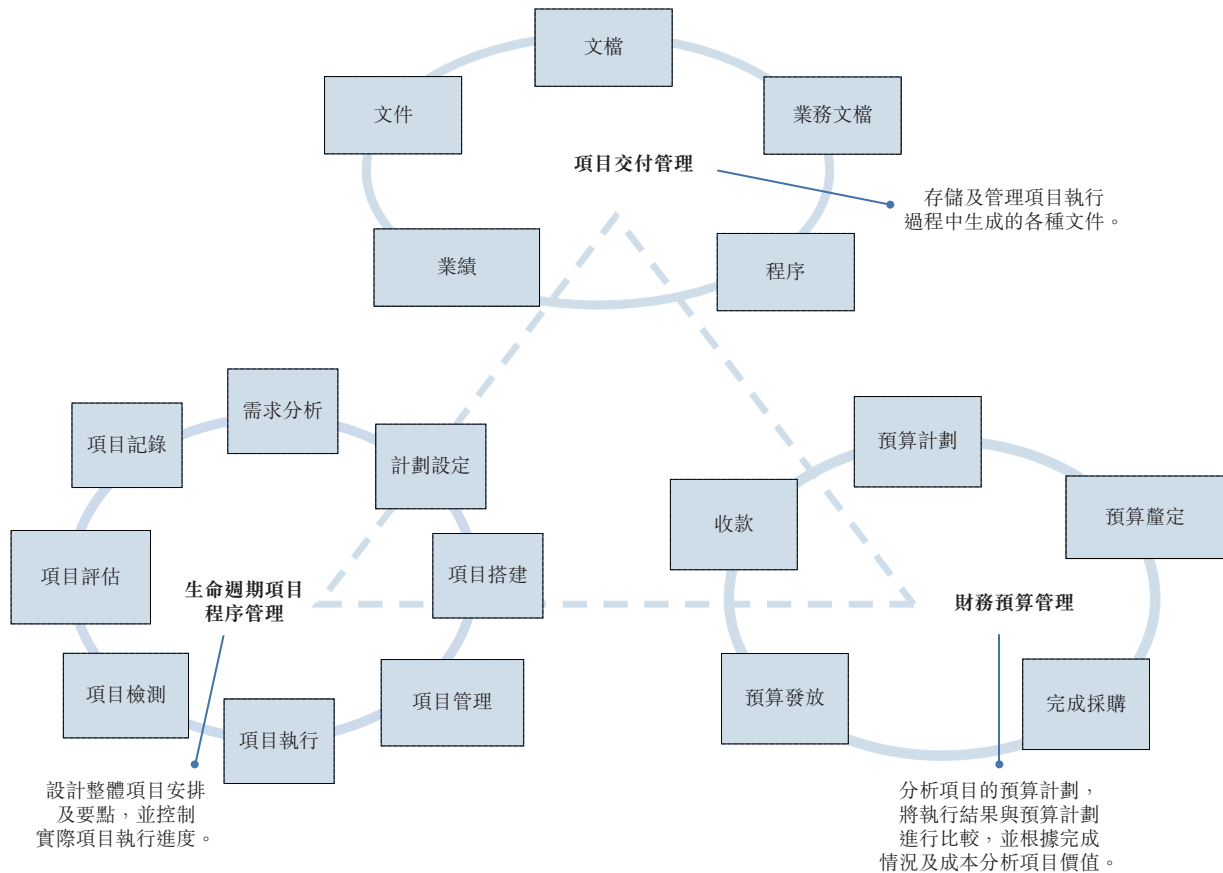 文檔
文件
業務文檔
項目交付管理
存儲及管理項目執行
過程中生成的各種文件。
業績
程序
需求分析
項目記錄
計劃設定
項目評估
項目搭建
生命週期項目
程序管理
項目檢測
項目管理
項目執行
設計整體項目安排
及要點，並控制
實際項目執行進度。
預算計劃
收款
預算釐定
財務預算管理
預算發放
完成採購
分析項目的預算計劃，
將執行結果與預算計劃
進行比較，並根據完成
情況及成本分析項目價值。